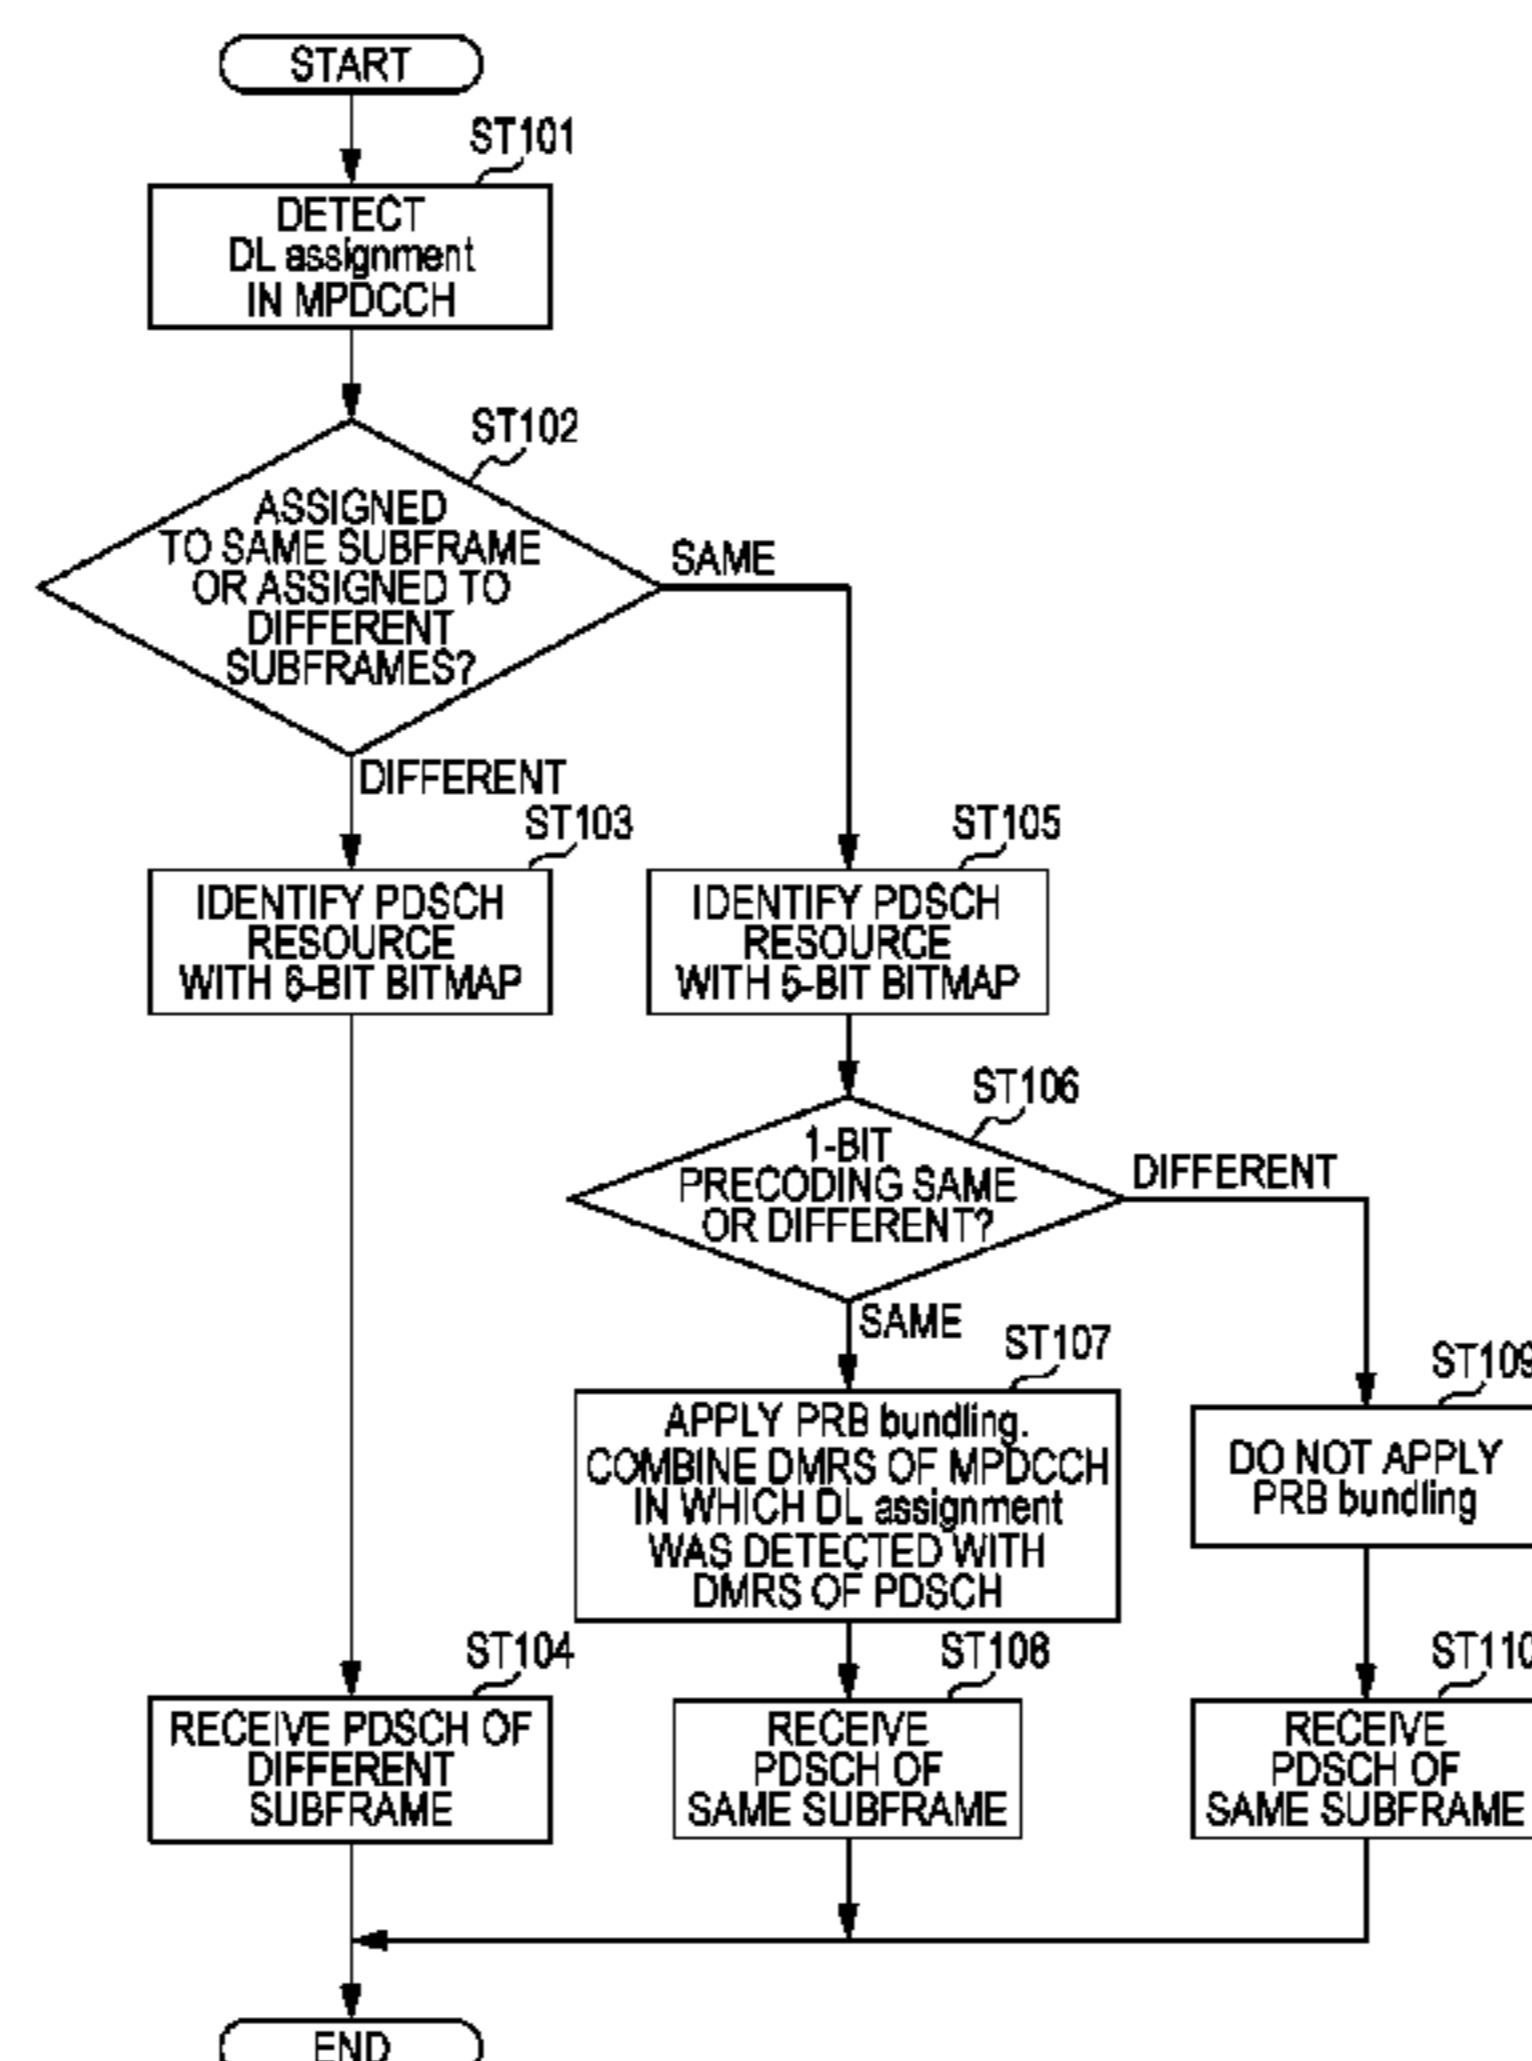 START
ST101
DETECT
DL assignment
IN MPDCCH
ST102
ASSIGNED
TO SAME SUBFRAME
OR ASSIGNED TO
DIFFERENT
SUBFRAMES?
SAME
DIFFERENT
ST103
IDENTIFY PDSCH
RESOURCE
WITH 6-BIT BITMAP
ST105
IDENTIFY PDSCH
RESOURCE
WITH 5-BIT BITMAP
ST106
1-BIT
PRECODING SAME
OR DIFFERENT?
DIFFERENT
SAME
ST107
APPLY PRB bundling.
COMBINE DMRS OF MPDCCH
IN WHICH DL assignment
WAS DETECTED WITH
DMRS OF PDSCH
ST109
DO NOT APPLY
PRB bundling
ST104
RECEIVE PDSCH OF
DIFFERENT
SUBFRAME
ST108
RECEIVE
PDSCH OF
SAME SUBFRAME
ST110
RECEIVE
PDSCH OF
SAME SUBFRAME
END